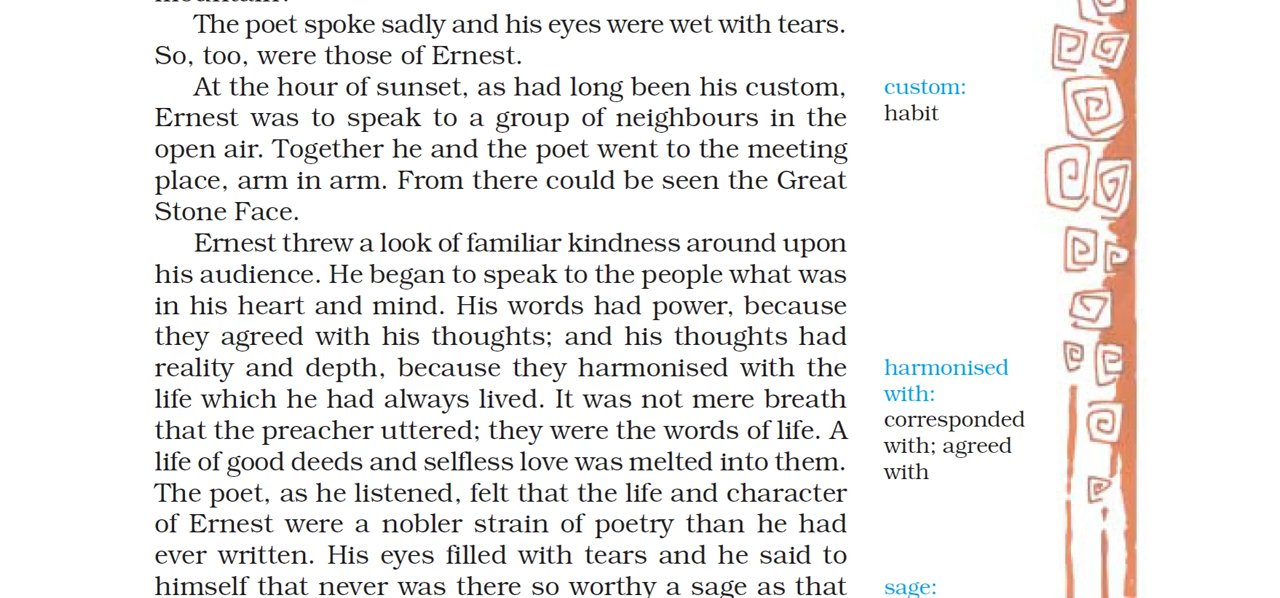 The poet spoke sadly and his eyes were wet with tears.
So, too, were those of Ernest.
At the hour of sunset, as had long been his custom,
Ernest was to speak to a group of neighbours in the
open air. Together he and the poet went to the meeting
place, arm in arm. From there could be seen the Great
Stone Face.
Ernest threw a look of familiar kindness around upon
his audience. He began to speak to the people what was
in his heart and mind. His words had power, because
they agreed with his thoughts; and his thoughts had
reality and depth, because they harmonised with the
life which he had always lived. It was not mere breath
that the preacher uttered; they were the words of life. A
life of good deeds and selfless love was melted into them.
The poet, as he listened, felt that the life and character
of Ernest were a nobler strain of poetry than he had
ever written. His eyes filled with tears and he said to
himself that never was there so worthy a sage as that
custom:
habit
harmonised
with:
corresponded
with; agreed
with
sage: